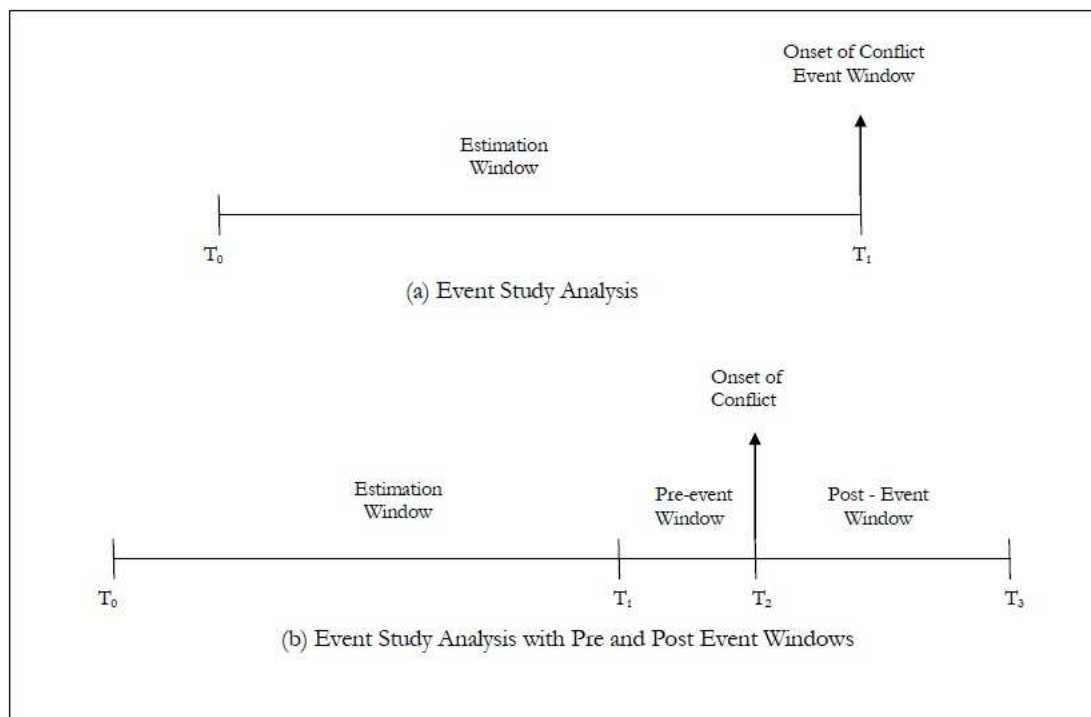 Onset of Conflict
Event Window
Estimation
Window
T₀
T₁
(a) Event Study Analysis
Onset of
Conflict
Estimation
Window
Pre-event
Window
Post - Event
Window
T₀
T₁
T₂
T₃
(b) Event Study Analysis with Pre and Post Event Windows